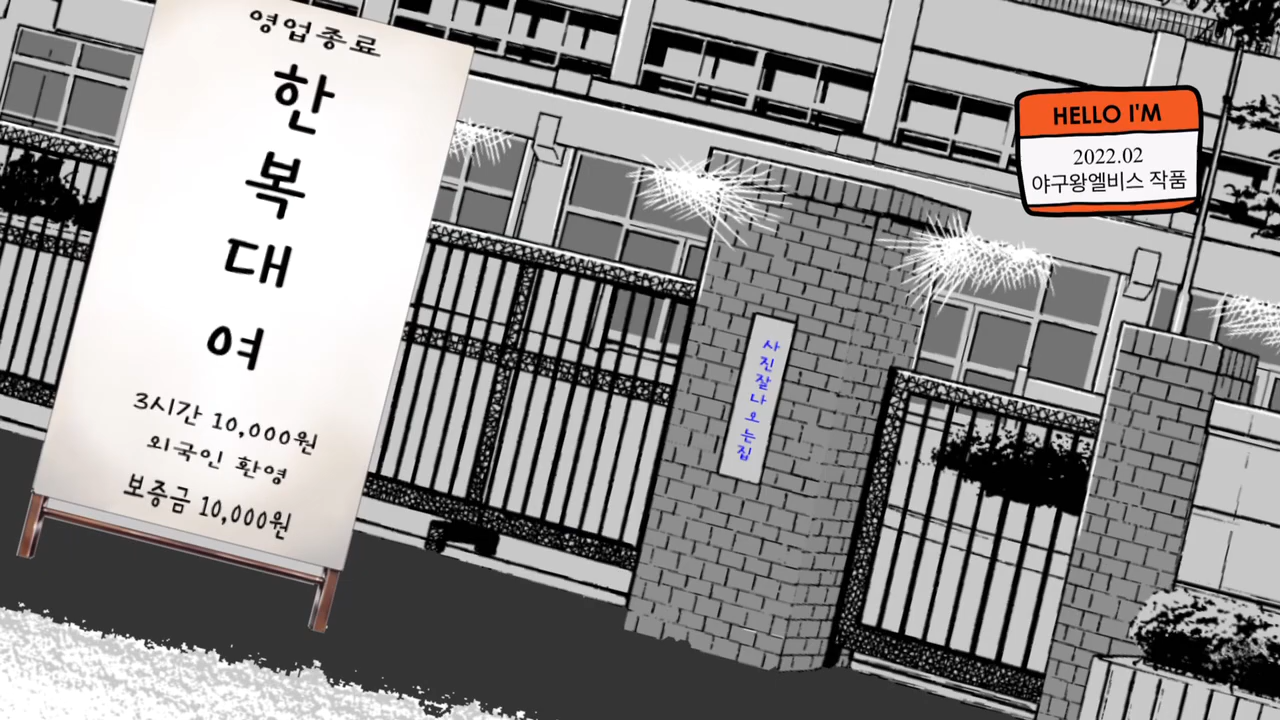 영업종료
한
복
대
여
3시간 10,000원
외국인 환영
보증금 10,000원
사
진
잘
나
오
는
집
HELLO I'M
2022.02
야구왕엘비스 작품